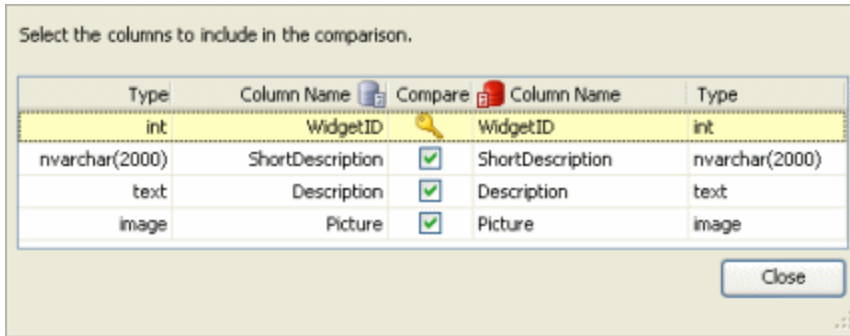 Select the columns to include in the comparison.
Type Column Name Compare Column Name Type
int WidgetID WidgetID int
nvarchar(2000) ShortDescription ShortDescription nvarchar(2000)
text Description Description text
image Picture Picture image
Close